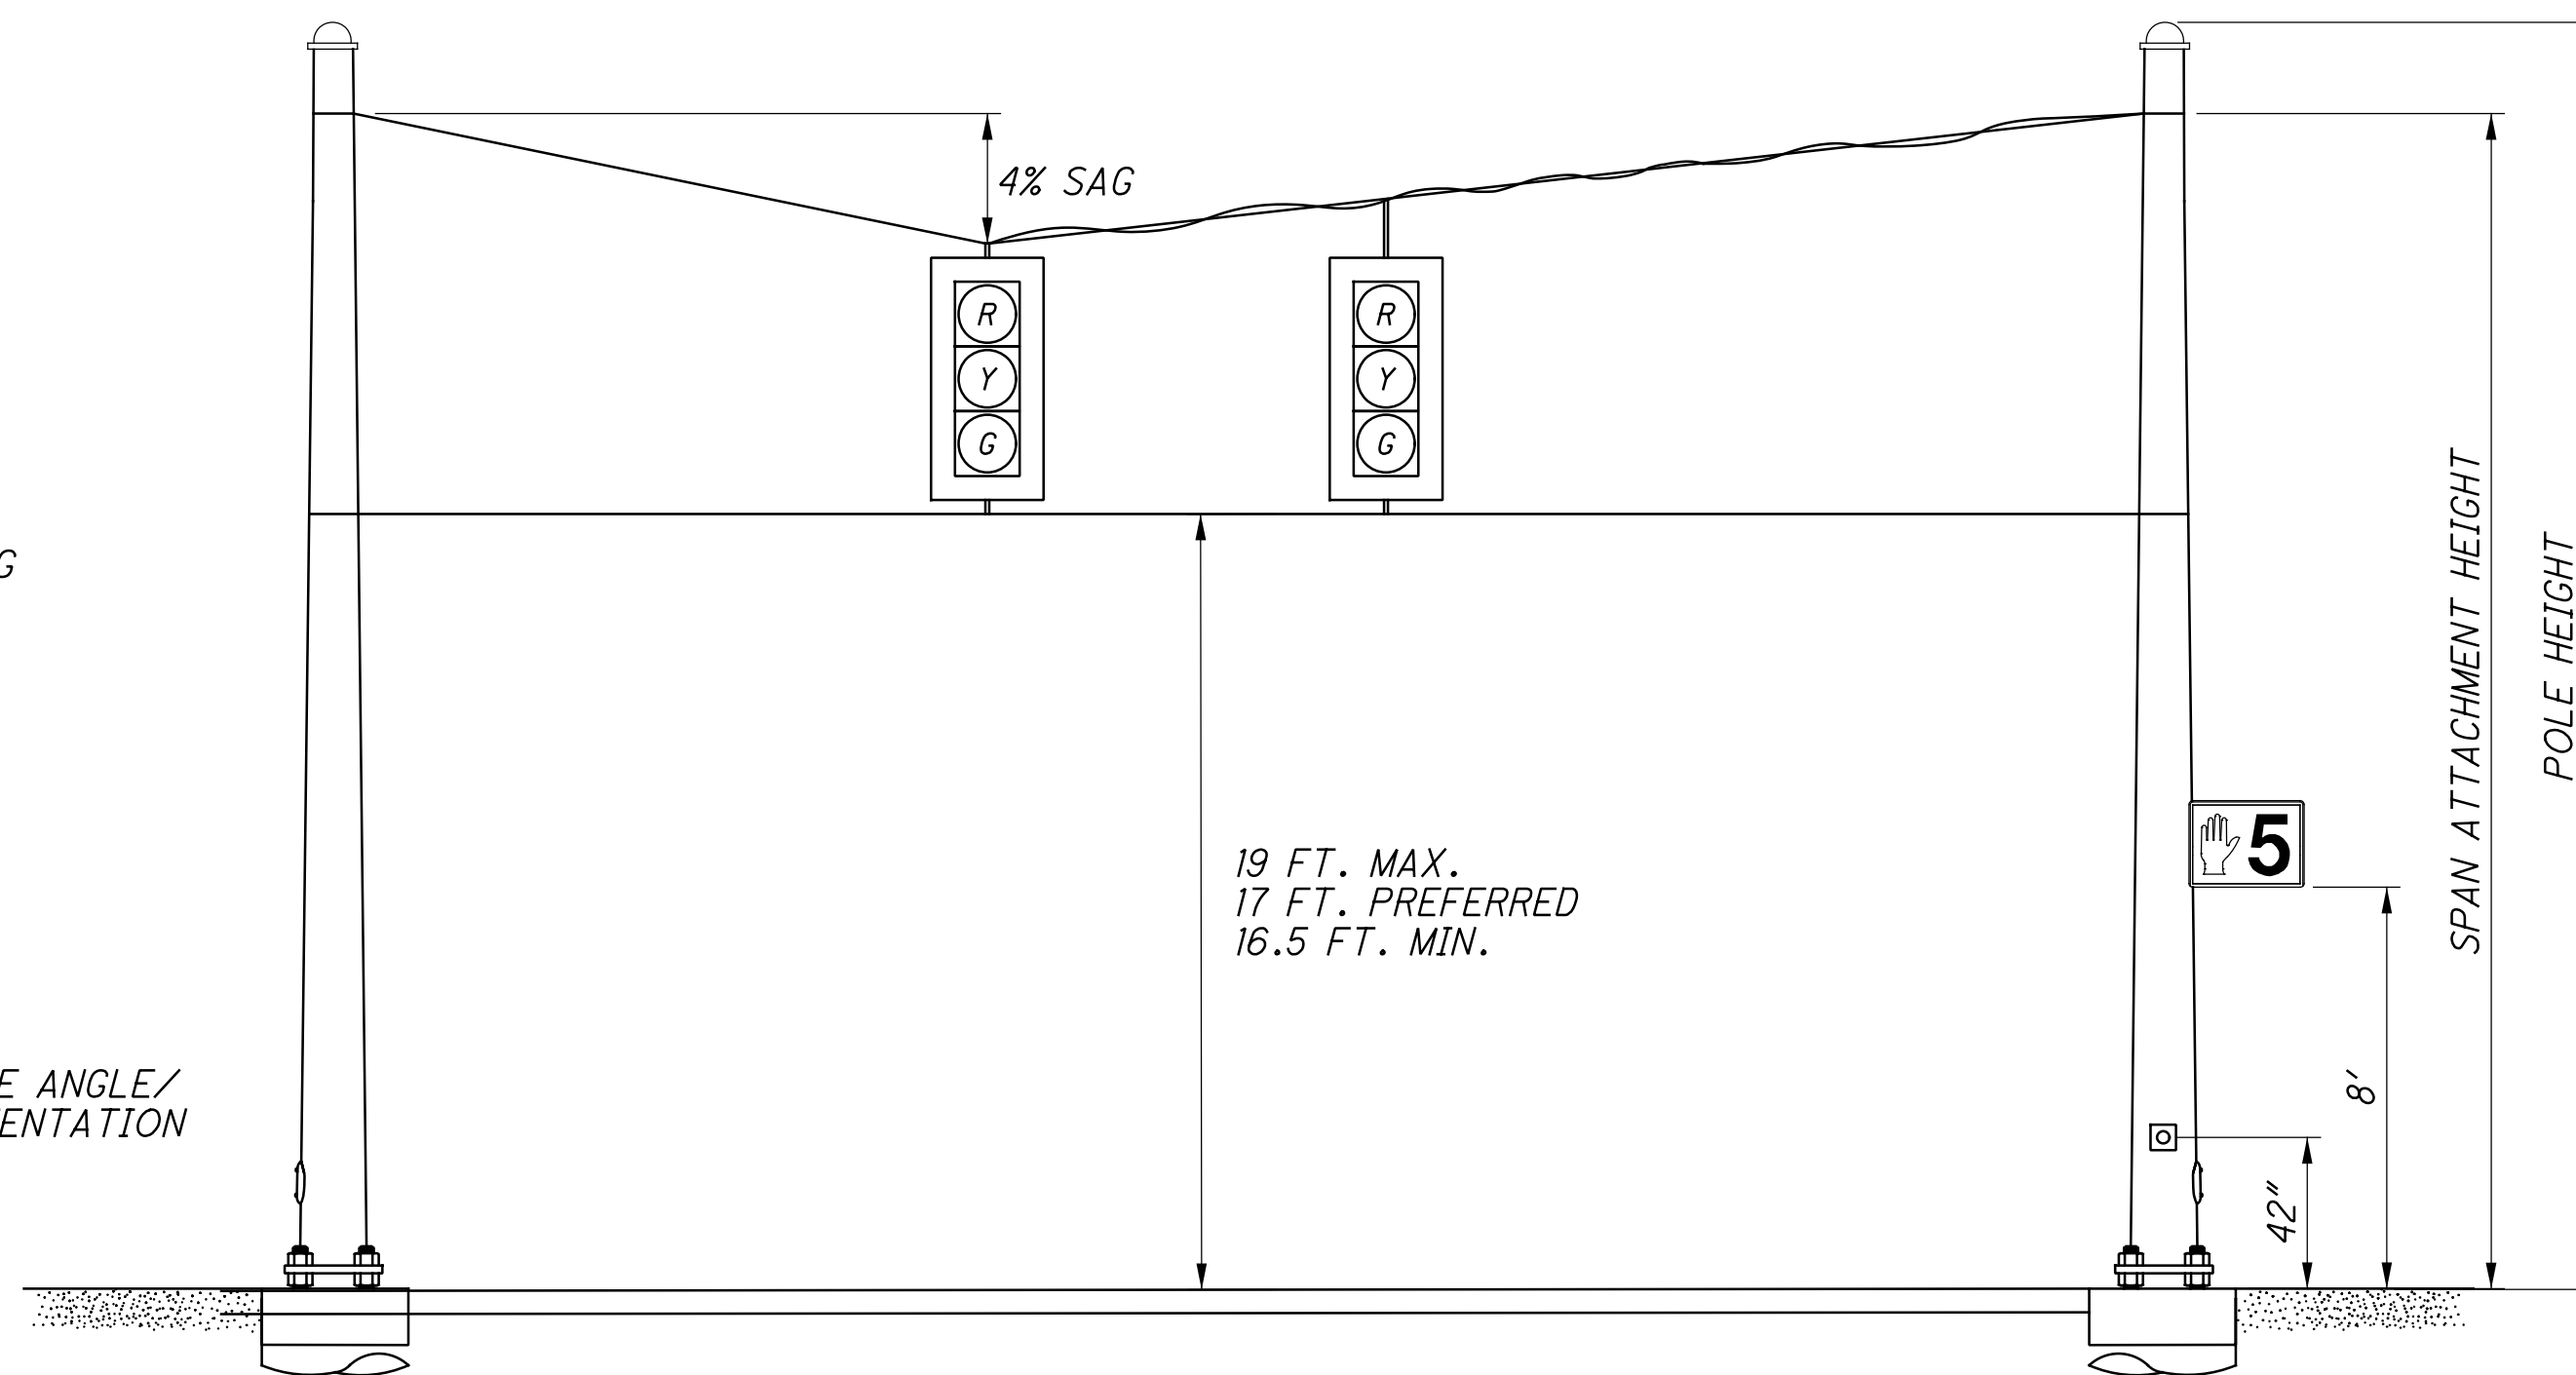 4% SAG
R
Y
G
R
Y
G
G
SPAN ATTACHMENT HEIGHT
POLE HEIGHT
5
19 FT. MAX.
17 FT. PREFERRED
16.5 FT. MIN.
8'
E ANGLE/
ENTATION
42"